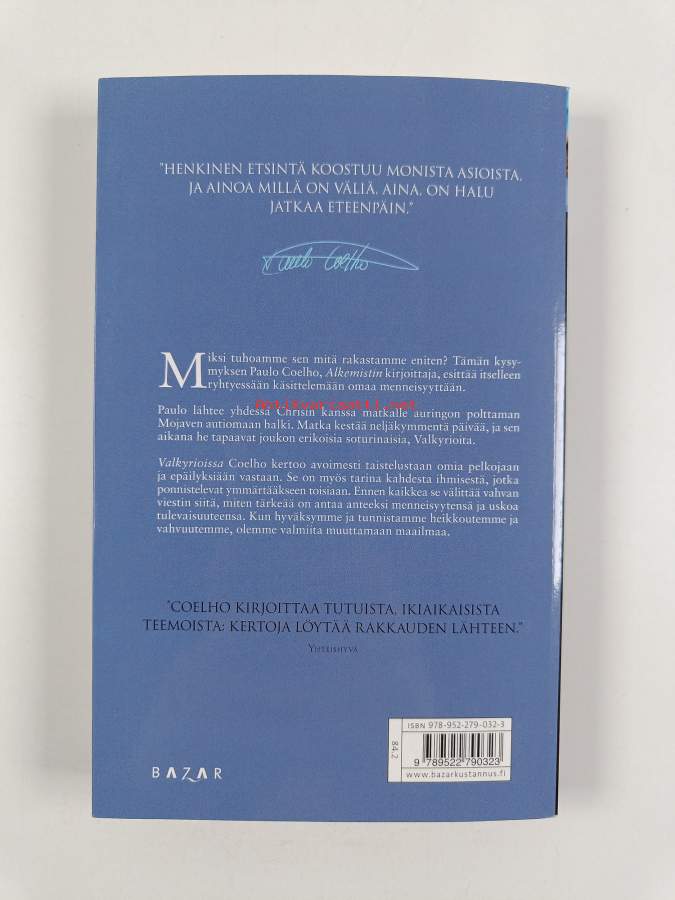 "HENKINEN ETSINTÄ KOOSTUU MONISTA ASIOISTA,
JA AINOA MILLÄ ON VÄLIÄ, AINA, ON HALU
JATKAA ETEENPÄIN."
Paulo Coelho
Miksi tuhoamme sen mitä rakastamme eniten? Tämän kysy-
myksen Paulo Coelho, Alkemistin kirjoittaja, esittää itselleen
ryhtyessään käsittelemään omaa menneisyyttään.
antikvariaatti.net
Paulo lähtee yhdessä Chrisin kanssa matkalle auringon polttaman
Mojaven autiomaan halki. Matka kestää neljäkymmentä päivää, ja sen
aikana he tapaavat joukon erikoisia soturinaisia, Valkyrioita.
Valkyrioissa Coelho kertoo avoimesti taistelustaan omia pelkojaan
ja epäilyksiään vastaan. Se on myös tarina kahdesta ihmisestä, jotka
ponnistelevat ymmärtääkseen toisiaan. Ennen kaikkea se välittää vahvan
viestin siitä, miten tärkeää on antaa anteeksi menneisyytensä ja uskoa
tulevaisuuteensa. Kun hyväksymme ja tunnistamme heikkoutemme ja
vahvuutemme, olemme valmiita muuttamaan maailmaa.
"COELHO KIRJOITTAA TUTUISTA, IKIAIKAISISTA
TEEMOISTA: KERTOJA LÖYTÄÄ RAKKAUDEN LÄHTEEN."
YHTEISHYVÄ
ISBN 978-952-279-032-3
84.2
9 789522 790323
www.bazarkustannus.fi
BAZAR